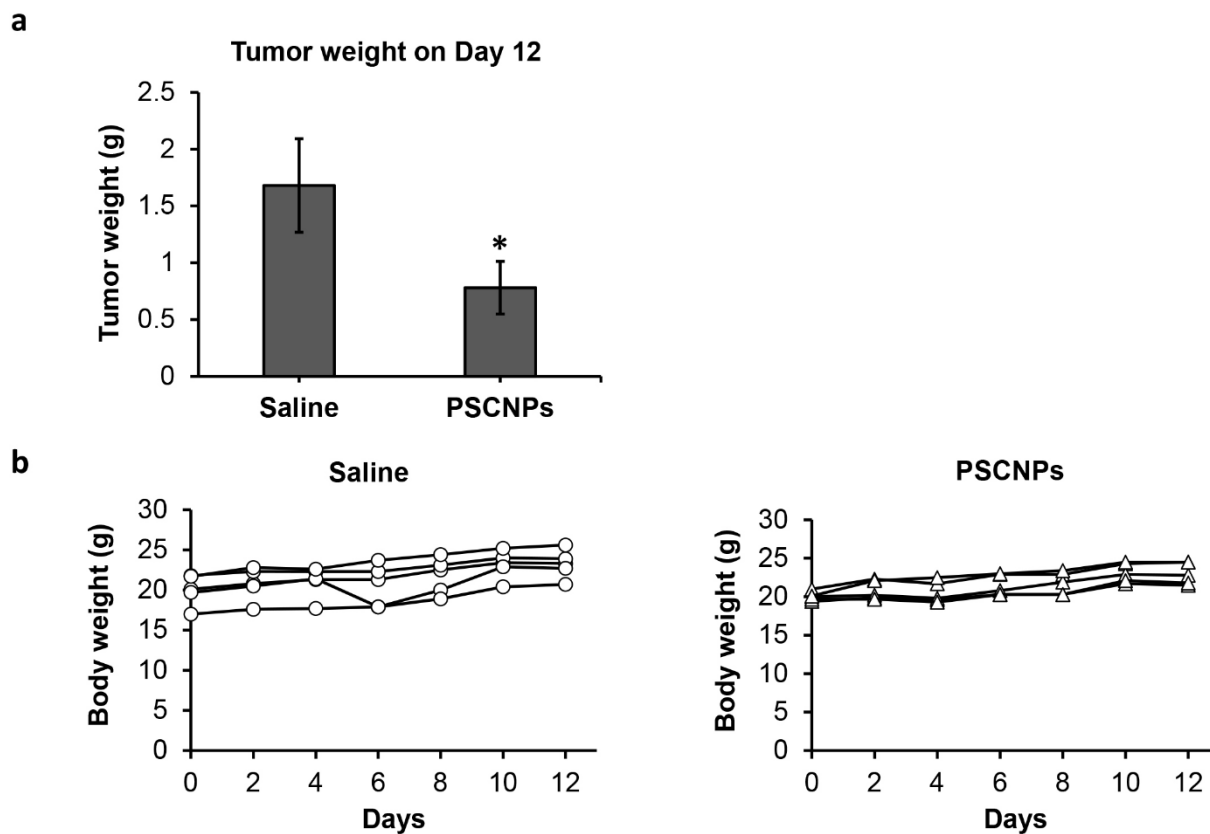 a
Tumor weight on Day 12
Tumor weight (g)
2.5
2
1.5
1
0.5
0
*
Saline
PSCNPs
b
Saline
Body weight (g)
30
25
20
15
10
5
0
0 2 4 6 8 10 12
Days
PSCNPs
Body weight (g)
30
25
20
15
10
5
0
0 2 4 6 8 10 12
Days